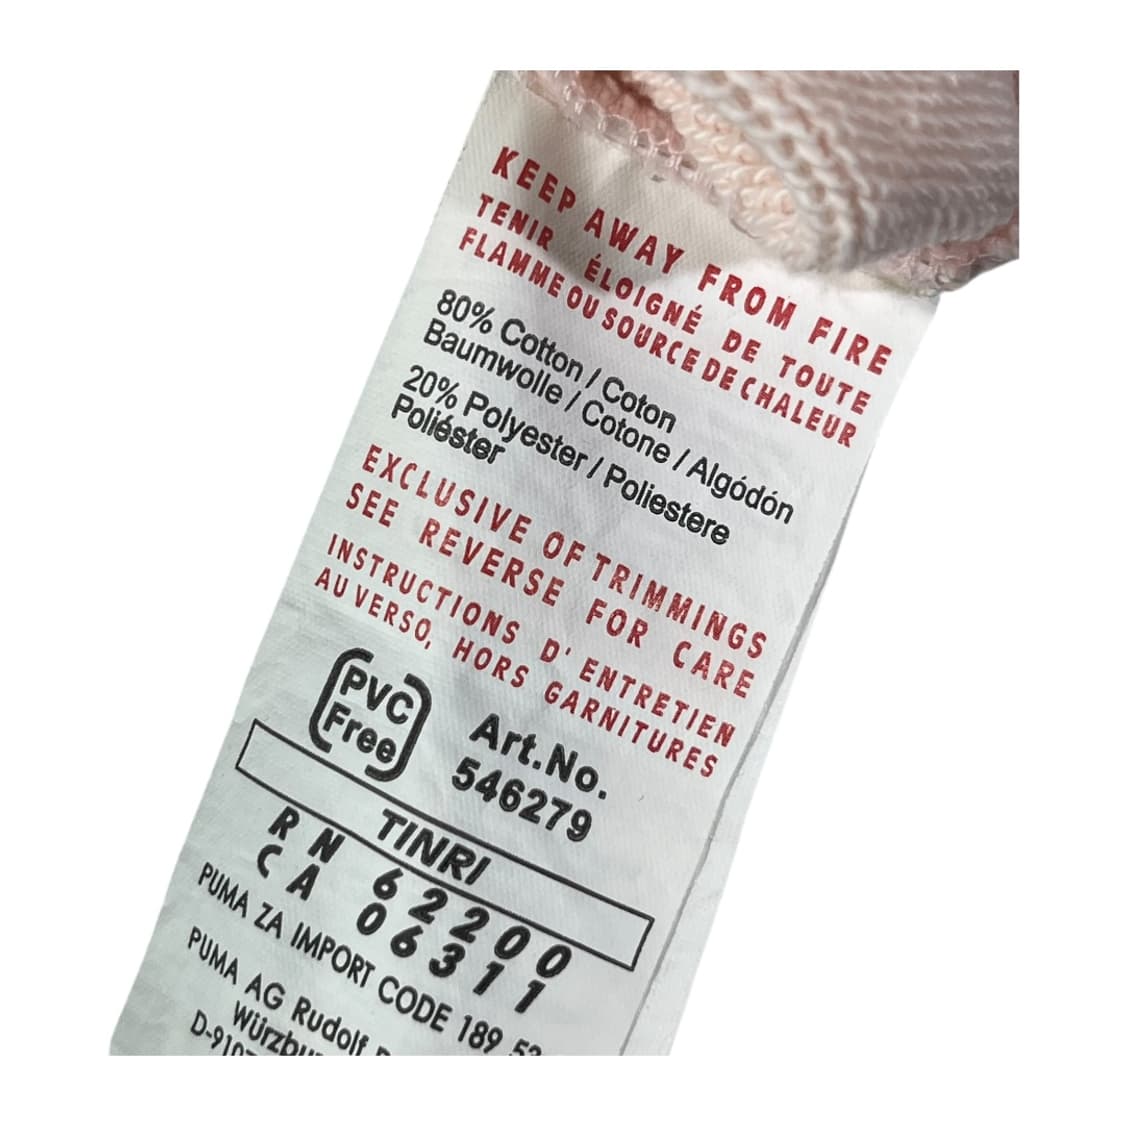 KEEP AWAY FROM FIRE
TENIR ÉLOIGNÉ DE TOUTE
FLAMME OU SOURCE DE CHALEUR
80% Cotton / Coton
Baumwolle / Cotone / Algódón
20% Polyester / Poliestere
Poliéster
EXCLUSIVE OF TRIMMINGS
SEE REVERSE FOR CARE
INSTRUCTIONS D'ENTRETIEN
AU VERSO, HORS GARNITURES
PVC
Free
Art.No.
546279
TINRI
RN 62200
CA 06311
PUMA ZA IMPORT CODE 189
PUMA AG Rudolf